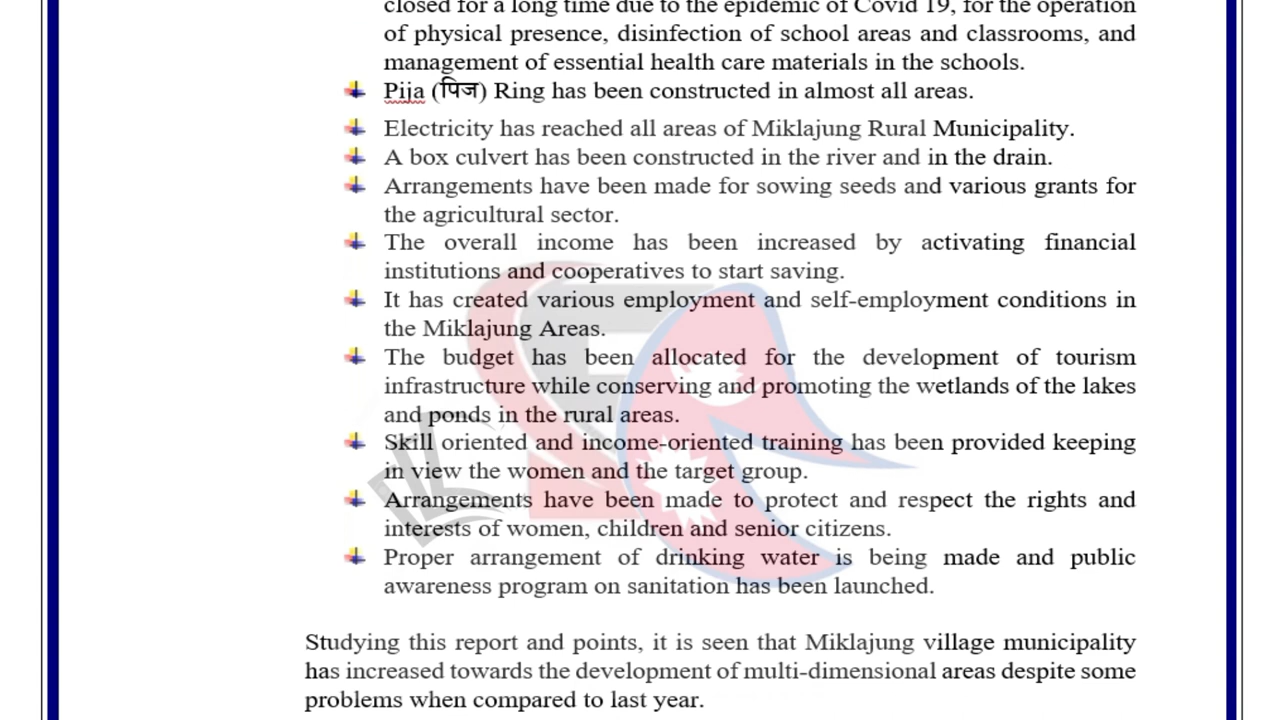 closed for a long time due to the epidemic of Covid 19, for the operation
of physical presence, disinfection of school areas and classrooms, and
management of essential health care materials in the schools.
Pija (पिज) Ring has been constructed in almost all areas.
Electricity has reached all areas of Miklajung Rural Municipality.
A box culvert has been constructed in the river and in the drain.
Arrangements have been made for sowing seeds and various grants for
the agricultural sector.
The overall income has been increased by activating financial
institutions and cooperatives to start saving.
It has created various employment and self-employment conditions in
the Miklajung Areas.
The budget has been allocated for the development of tourism
infrastructure while conserving and promoting the wetlands of the lakes
and ponds in the rural areas.
Skill oriented and income-oriented training has been provided keeping
in view the women and the target group.
Arrangements have been made to protect and respect the rights and
interests of women, children and senior citizens.
Proper arrangement of drinking water is being made and public
awareness program on sanitation has been launched.
Studying this report and points, it is seen that Miklajung village municipality
has increased towards the development of multi-dimensional areas despite some
problems when compared to last year.